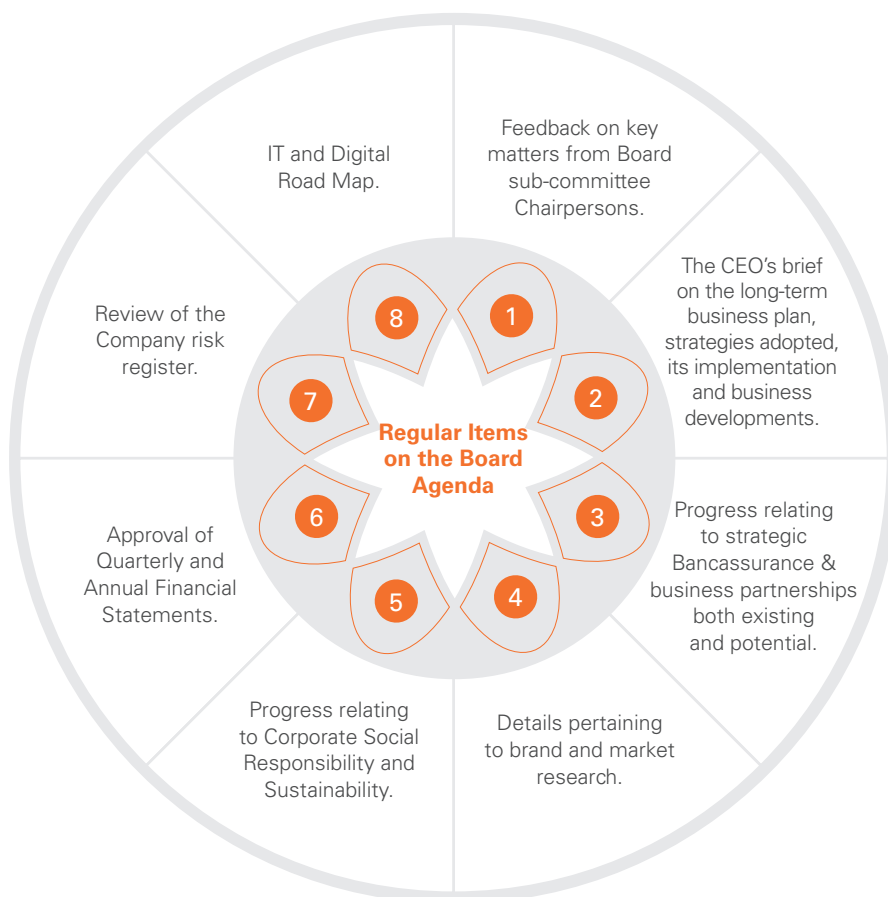 Regular Items
on the Board
Agenda
1
Feedback on key
matters from Board
sub-committee
Chairpersons.
2
The CEO’s brief
on the long-term
business plan,
strategies adopted,
its implementation
and business
developments.
3
Progress relating
to strategic
Bancassurance &
business partnerships
both existing
and potential.
4
Details pertaining
to brand and market
research.
5
Progress relating
to Corporate Social
Responsibility and
Sustainability.
6
Approval of
Quarterly and
Annual Financial
Statements.
7
Review of the
Company risk
register.
8
IT and Digital
Road Map.